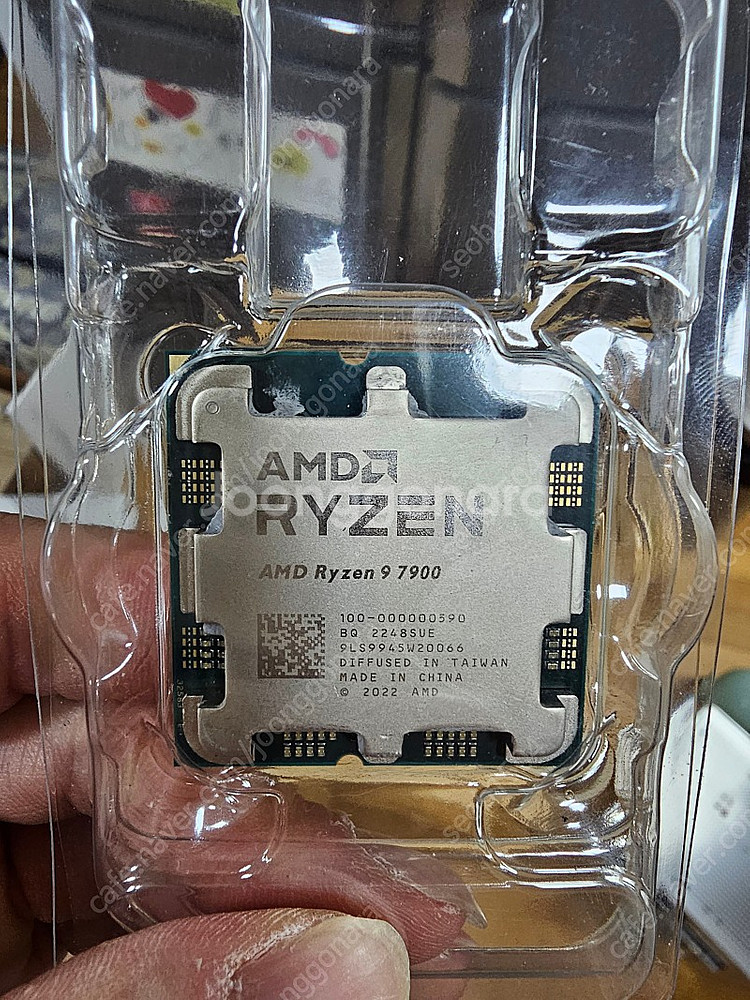 AMD
RYZEN
AMD Ryzen 9 7900
100-000000590
BQ 2248SUE
9LS9945W20066
DIFFUSED IN TAIWAN
MADE IN CHINA
© 2022 AMD